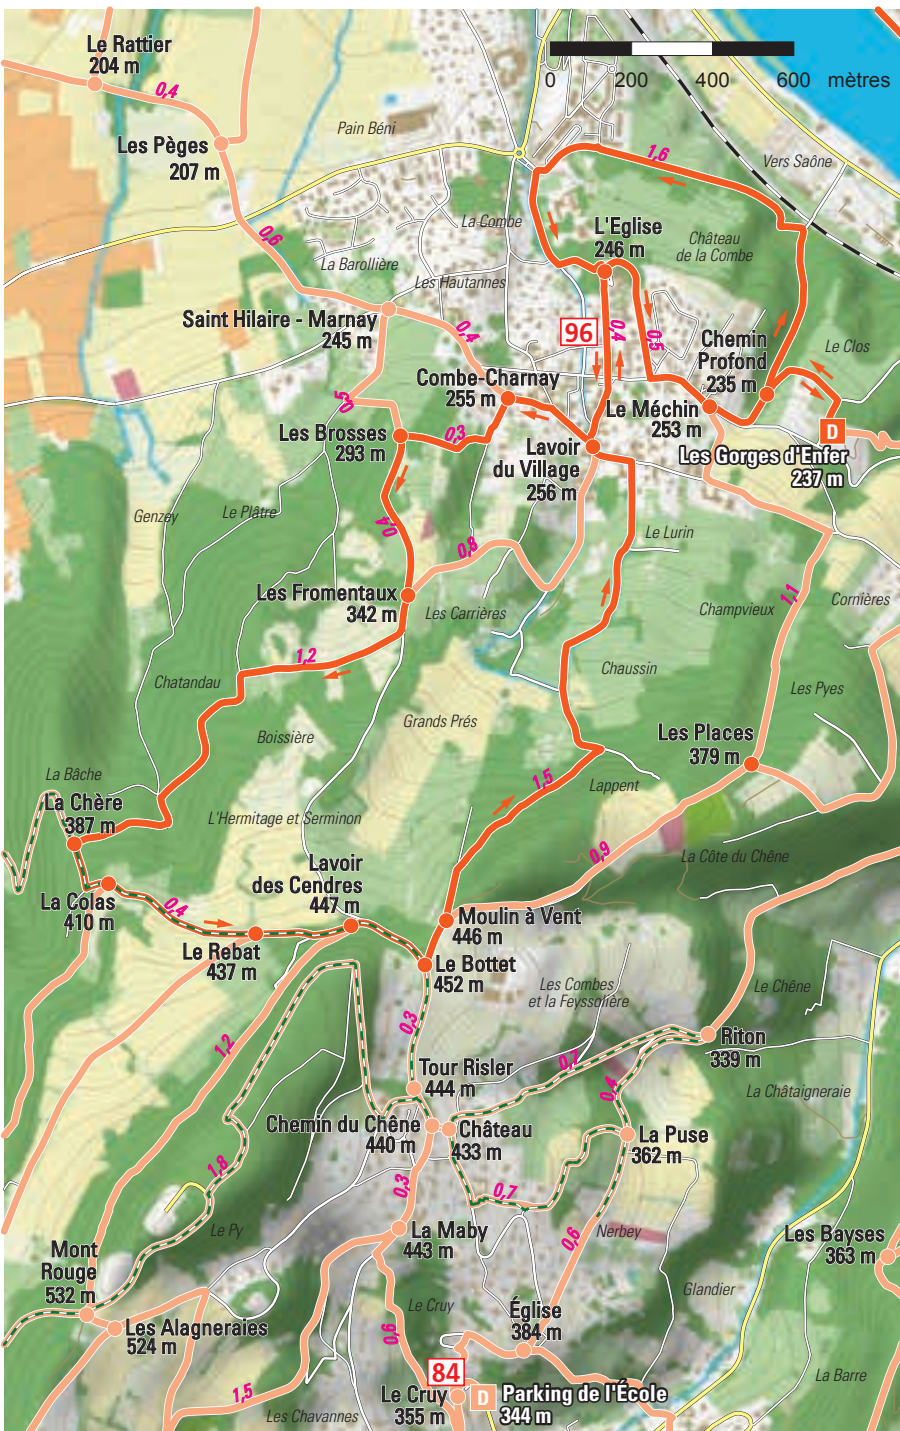 Le Rattier
204 m
0 200 400 600 mètres
0,4
Pain Béni
Les Pèges
207 m
1,6
Vers Saône
La Combe
L'Eglise
246 m
Château
de la Combe
0,6
La Barollière
Les Hautannes
Saint Hilaire - Marnay
245 m
0,4
96
0,4
0,5
Chemin
Profond
235 m
Le Clos
Combe-Charnay
255 m
0,5
Le Méchin
253 m
D
Les Gorges d'Enfer
237 m
Les Brosses
293 m
0,3
Lavoir
du Village
256 m
Genzey
Le Plâtre
0,4
0,8
Le Lurin
Les Fromentaux
342 m
Les Carrières
Champvieux
1,1
Cornières
1,2
Chatandau
Chaussin
Les Pyes
Boissière
Grands Prés
Les Places
379 m
La Bâche
1,5
Lappent
La Chère
387 m
L'Hermitage et Serminon
0,9
La Côte du Chêne
Lavoir
des Cendres
447 m
La Colas
410 m
0,4
Moulin à Vent
446 m
Le Rebat
437 m
Le Bottet
452 m
Les Combes
et la Feyssolière
Le Chêne
0,3
1,2
Riton
339 m
0,7
Tour Risler
444 m
0,4
La Châtaigneraie
Chemin du Chêne
440 m
Château
433 m
La Puse
362 m
1,8
0,3
0,7
Le Py
La Maby
443 m
0,6
Nerbey
Les Bayses
363 m
Mont
Rouge
532 m
Glandier
Le Cruy
Église
384 m
Les Alagneraies
524 m
0,6
La Barre
84
1,5
Le Cruy
355 m
D
Parking de l'École
344 m
Les Chavannes